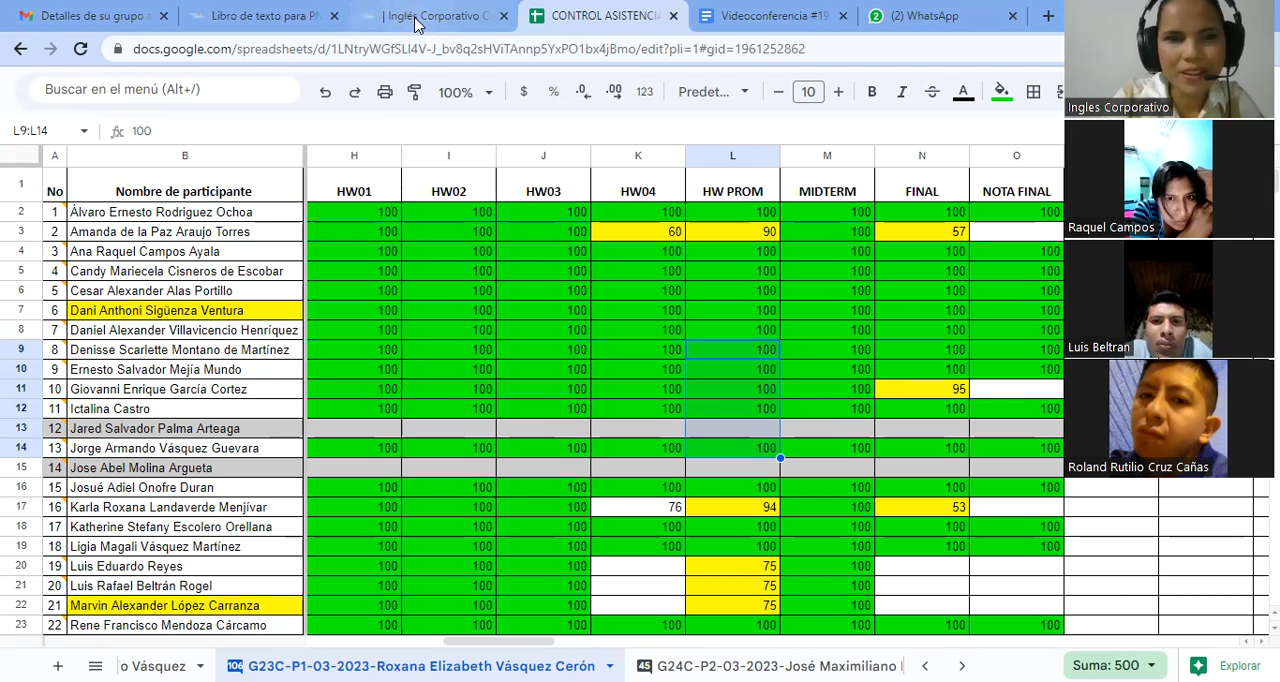 Detalles de su grupo a
Libro de texto para PN
Inglés Corporativo C
CONTROL ASISTENCIA
Videoconferencia #19
(2) WhatsApp
docs.google.com/spreadsheets/d/1LNtryWGfSLl4V-J_bv8q2sHViTAnnp5YxPO1bx4jBmo/edit?pli=1#gid=1961252862
Buscar en el menú (Alt+/)
100%
$ % .0 .00 123
Predet...
10
B I A
L9:L14
fx 100
A B H I J K L M N O
1 No Nombre de participante HW01 HW02 HW03 HW04 HW PROM MIDTERM FINAL NOTA FINAL
2 1 Álvaro Ernesto Rodriguez Ochoa 100 100 100 100 100 100 100 100
3 2 Amanda de la Paz Araujo Torres 100 100 100 60 90 100 57
4 3 Ana Raquel Campos Ayala 100 100 100 100 100 100 100 100
5 4 Candy Mariecela Cisneros de Escobar 100 100 100 100 100 100 100 100
6 5 Cesar Alexander Alas Portillo 100 100 100 100 100 100 100 100
7 6 Dani Anthoni Sigüenza Ventura 100 100 100 100 100 100 100 100
8 7 Daniel Alexander Villavicencio Henríquez 100 100 100 100 100 100 100 100
9 8 Denisse Scarlette Montano de Martínez 100 100 100 100 100 100 100 100
10 9 Ernesto Salvador Mejía Mundo 100 100 100 100 100 100 100 100
11 10 Giovanni Enrique García Cortez 100 100 100 100 100 100 95
12 11 Ictalina Castro 100 100 100 100 100 100 100 100
13 12 Jared Salvador Palma Arteaga
14 13 Jorge Armando Vásquez Guevara 100 100 100 100 100 100 100 100
15 14 Jose Abel Molina Argueta
16 15 Josué Adiel Onofre Duran 100 100 100 100 100 100 100 100
17 16 Karla Roxana Landaverde Menjívar 100 100 100 76 94 100 53
18 17 Katherine Stefany Escolero Orellana 100 100 100 100 100 100 100 100
19 18 Ligia Magali Vásquez Martínez 100 100 100 100 100 100 100 100
20 19 Luis Eduardo Reyes 100 100 100 75 100
21 20 Luis Rafael Beltrán Rogel 100 100 100 75 100
22 21 Marvin Alexander López Carranza 100 100 100 75 100
23 22 Rene Francisco Mendoza Cárcamo 100 100 100 100 100 100 100 100
o Vásquez
106 G23C-P1-03-2023-Roxana Elizabeth Vásquez Cerón
45 G24C-P2-03-2023-José Maximiliano
Suma: 500
Explorar
Ingles Corporativo
Raquel Campos
Luis Beltran
Roland Rutilio Cruz Cañas